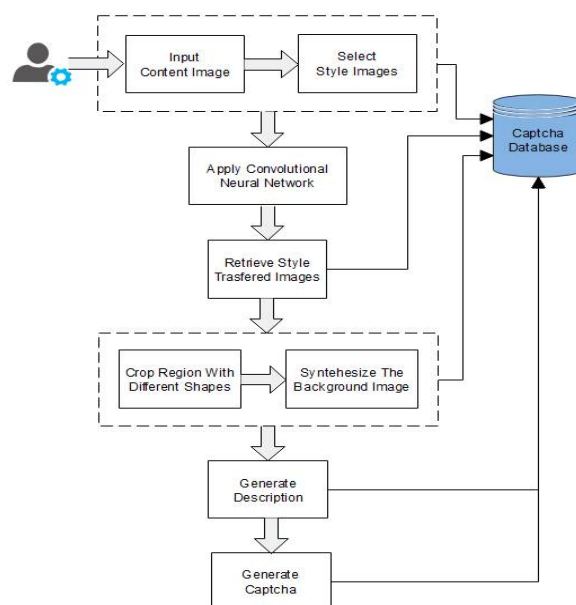 Input
Content Image
Select
Style Images
Captcha
Database
Apply Convolutional
Neural Network
Retrieve Style
Trasfered Images
Crop Region With
Different Shapes
Syntehesize The
Background Image
Generate
Description
Generate
Captcha